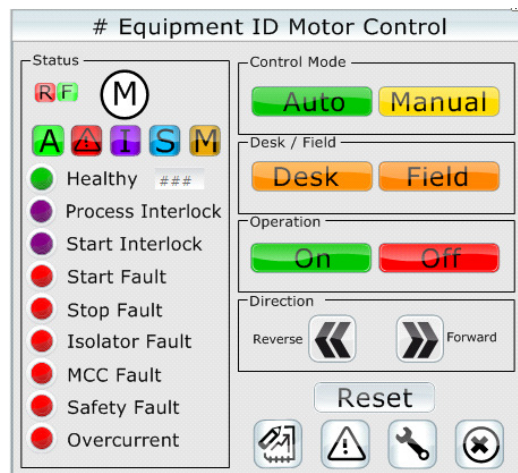 # Equipment ID Motor Control
Status
R F M
A I S M
Healthy ###
Process Interlock
Start Interlock
Start Fault
Stop Fault
Isolator Fault
MCC Fault
Safety Fault
Overcurrent
Control Mode
Auto Manual
Desk / Field
Desk Field
Operation
On Off
Direction
Reverse Forward
Reset